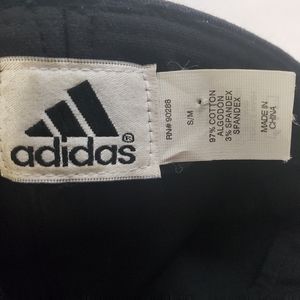 adidas
RN# 90288
S/M
97% COTTON
ALGODON
3% SPANDEX
SPANDEX
MADE IN
CHINA